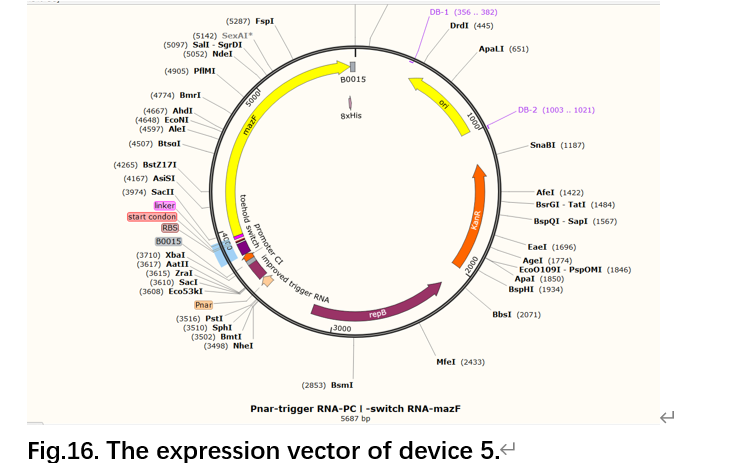 (5287) FspI
(5142) SexAI*
(5097) SalI - SgrDI
(5052) NdeI
(4905) PflMI
(4774) BmrI
(4667) AhdI
(4648) EcoNI
(4597) AleI
(4507) BtsoI
(4265) BstZ17I
(4167) AsiSI
(3974) SacII
linker
start condon
RBS
B0015
(3710) XbaI
(3617) AatII
(3615) ZraI
(3610) SacI
(3608) Eco53kI
Pnar
(3516) PstI
(3510) SphI
(3502) BmtI
(3498) NheI
(2853) BsmI
DB-1 (356 .. 382)
DrdI (445)
ApaLI (651)
DB-2 (1003 .. 1021)
SnaBI (1187)
AfeI (1422)
BsrGI - TatI (1484)
BspQI - SapI (1567)
EaeI (1696)
AgeI (1774)
EcoO109I - PspOMI (1846)
ApaI (1850)
BspHI (1934)
BbsI (2071)
MfeI (2433)
B0015
8xHis
ori
1000
KanR
2000
repB
3000
5000
mazF
toehold switch
promoter CI
improved trigger RNA
Pnar-trigger RNA-PC I -switch RNA-mazF
5687 bp
Fig.16. The expression vector of device 5.